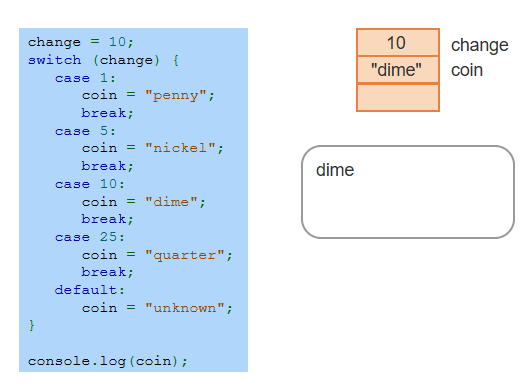 change = 10;
switch (change) {
   case 1:
      coin = "penny";
      break;
   case 5:
      coin = "nickel";
      break;
   case 10:
      coin = "dime";
      break;
   case 25:
      coin = "quarter";
      break;
   default:
      coin = "unknown";
}

console.log(coin);
10 change
"dime" coin
dime